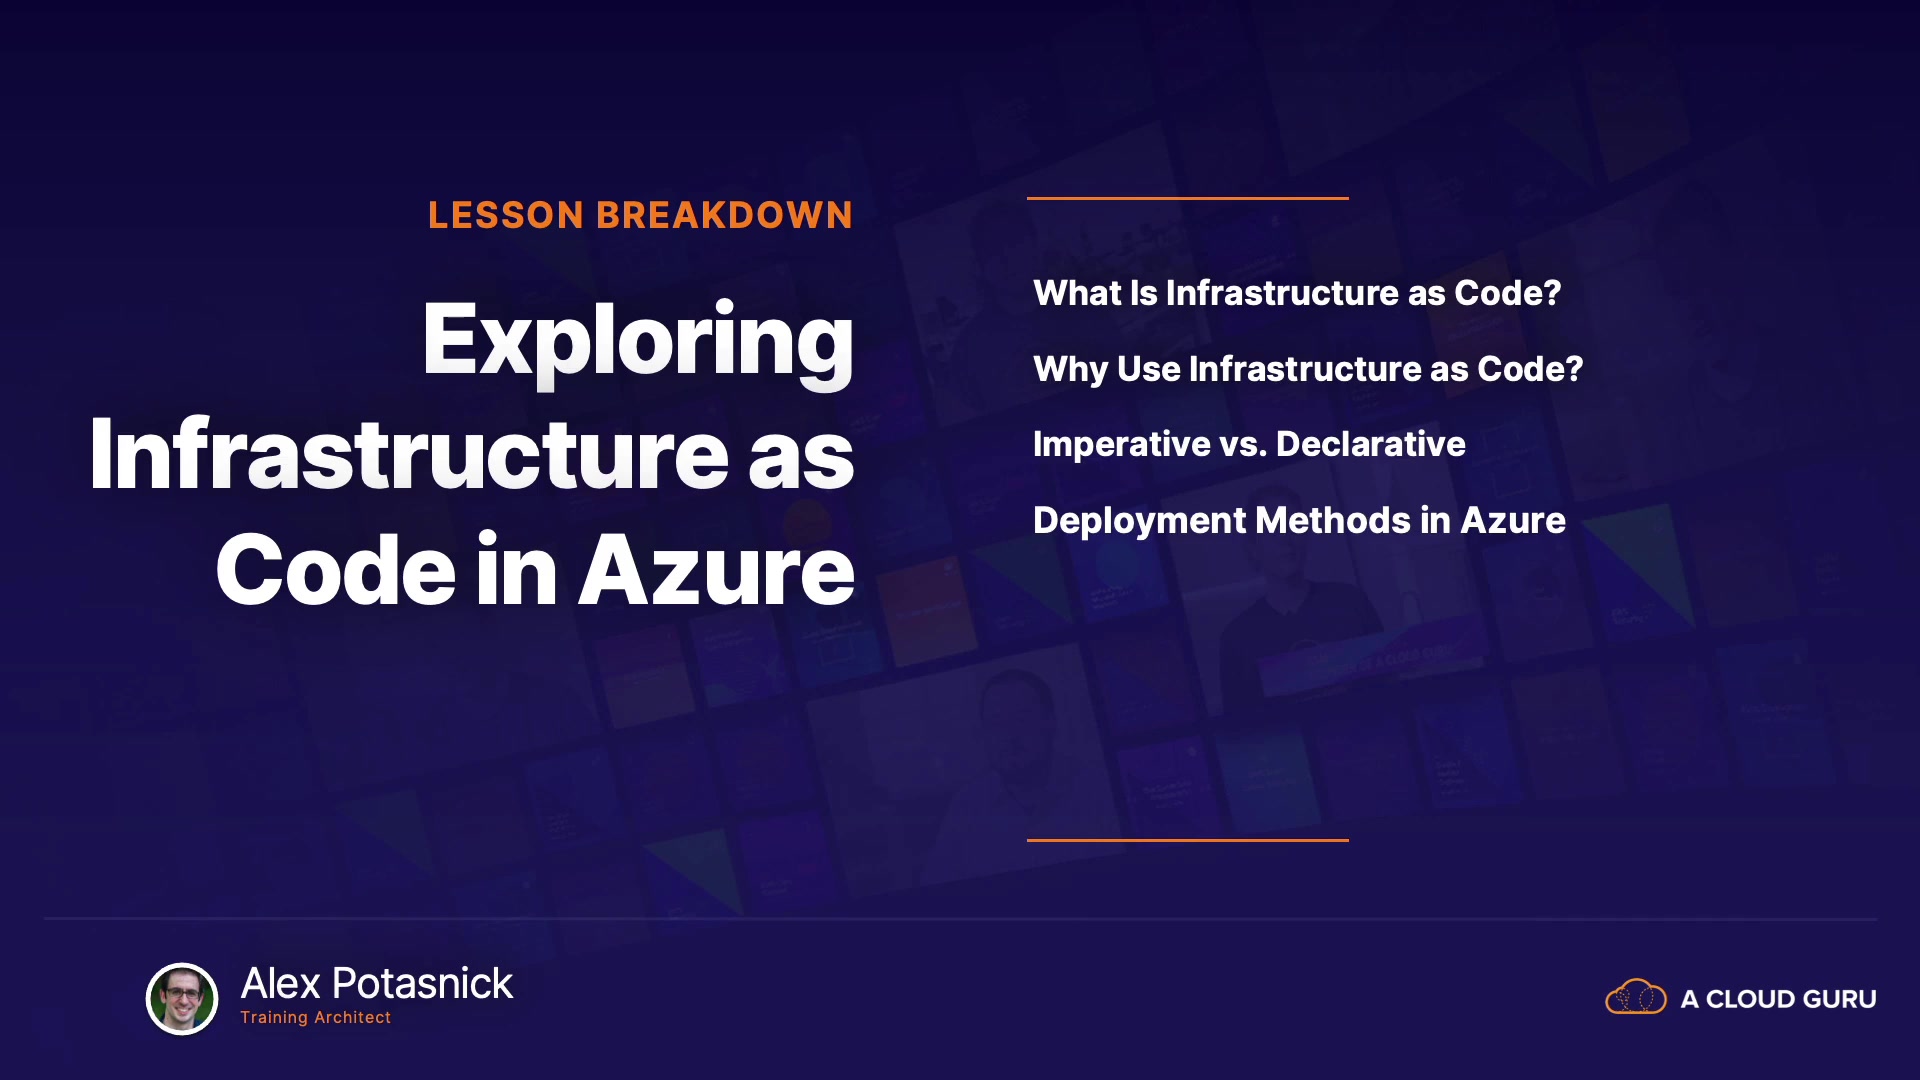 LESSON BREAKDOWN
Exploring
Infrastructure as
Code in Azure
What Is Infrastructure as Code?
Why Use Infrastructure as Code?
Imperative vs. Declarative
Deployment Methods in Azure
Alex Potasnick
Training Architect
A CLOUD GURU